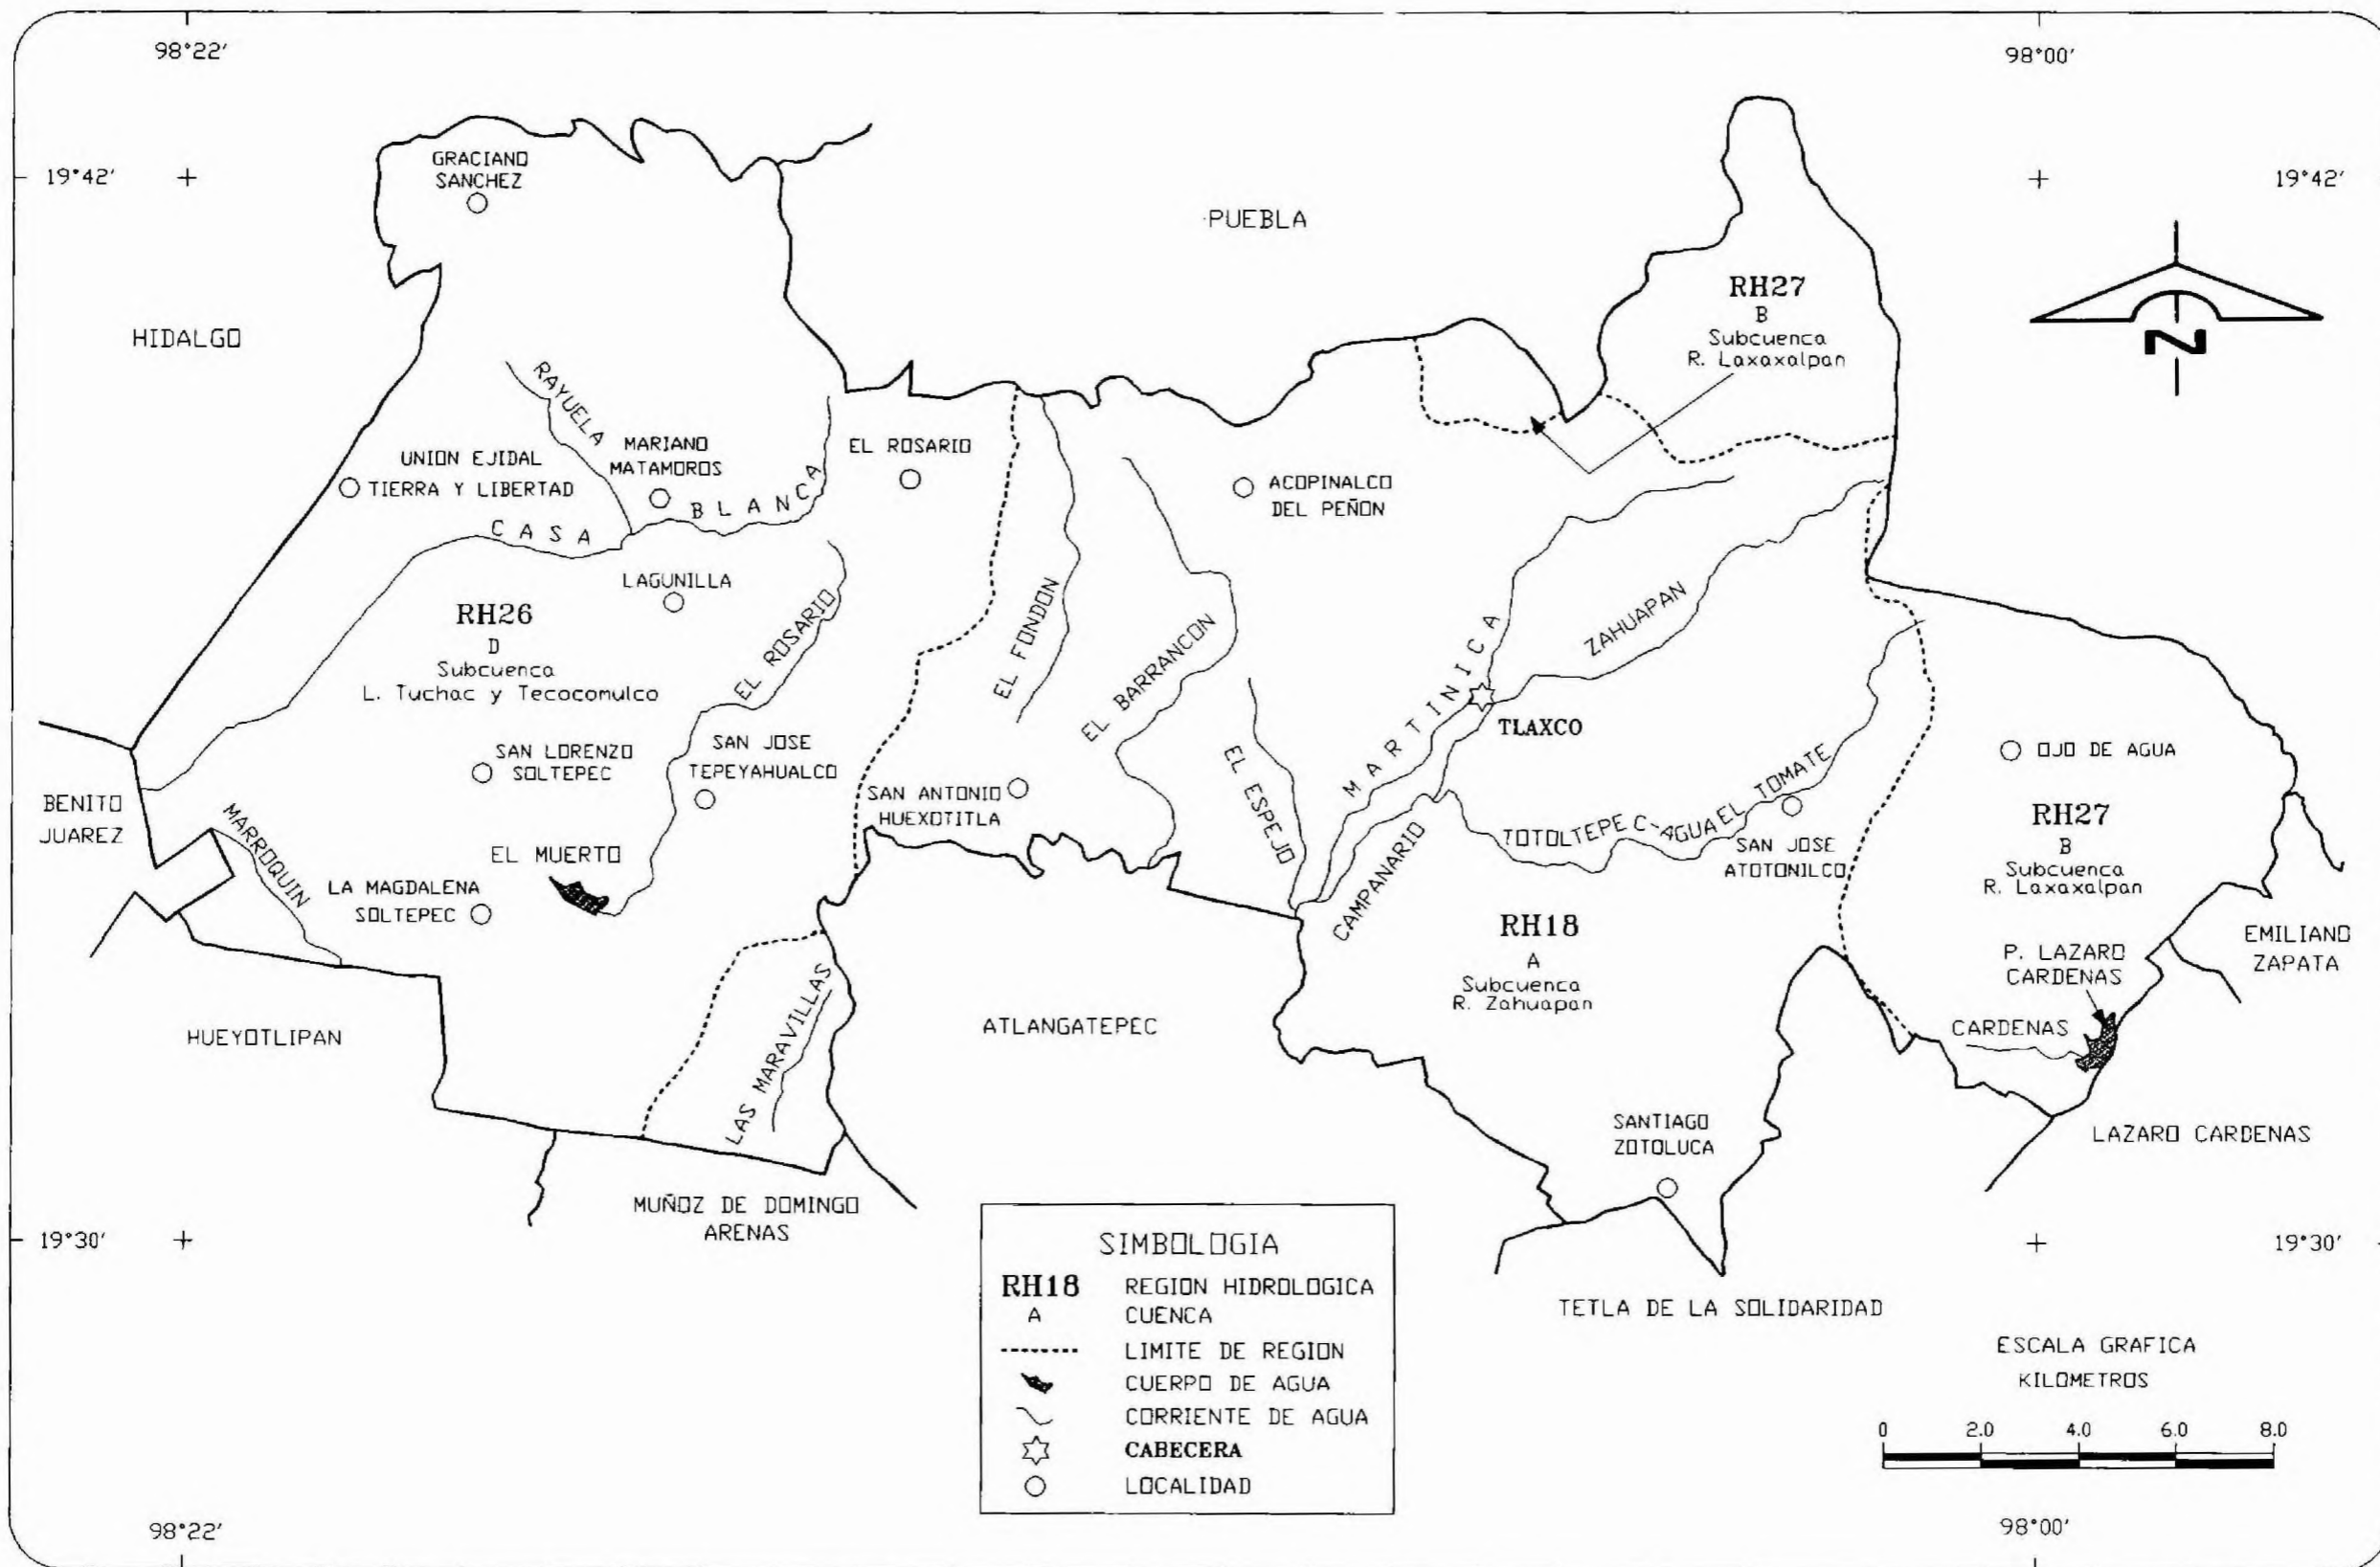 98°22'
98°00'
19°42'
19°42'
GRACIANO
SANCHEZ
PUEBLA
HIDALGO
RH27
B
Subcuenca
R. Laxaxalpan
N
RAYUELA
MARIANO
MATAMOROS
UNION EJIDAL
TIERRA Y LIBERTAD
CASA BLANCA
EL ROSARIO
ACOPINALCO
DEL PEÑON
LAGUNILLA
RH26
D
Subcuenca
L. Tuchac y Tecocomulco
EL ROSARIO
EL FONDON
EL BARRANCON
MARTINICA
ZAHUAPAN
TLAXCO
SAN LORENZO
SOLTEPEC
SAN JOSE
TEPEYAHUALCO
SAN ANTONIO
HUEXOTITLA
EL ESPEJO
CAMPANARIO
TOTOLTEPEC-AGUA EL TOMATE
SAN JOSE
ATOTONILCO
OJO DE AGUA
RH27
B
Subcuenca
R. Laxaxalpan
BENITO
JUAREZ
MARROQUIN
EL MUERTO
LA MAGDALENA
SOLTEPEC
RH18
A
Subcuenca
R. Zahuapan
EMILIANO
ZAPATA
P. LAZARO
CARDENAS
CARDENAS
HUEYOTLIPAN
LAS MARAVILLAS
ATLANGATEPEC
SANTIAGO
ZOTOLUCA
LAZARO CARDENAS
MUÑOZ DE DOMINGO
ARENAS
19°30'
19°30'
TETLA DE LA SOLIDARIDAD
SIMBOLOGIA
RH18 REGION HIDROLOGICA
A CUENCA
LIMITE DE REGION
CUERPO DE AGUA
CORRIENTE DE AGUA
CABECERA
LOCALIDAD
ESCALA GRAFICA
KILOMETROS
0 2.0 4.0 6.0 8.0
98°22'
98°00'